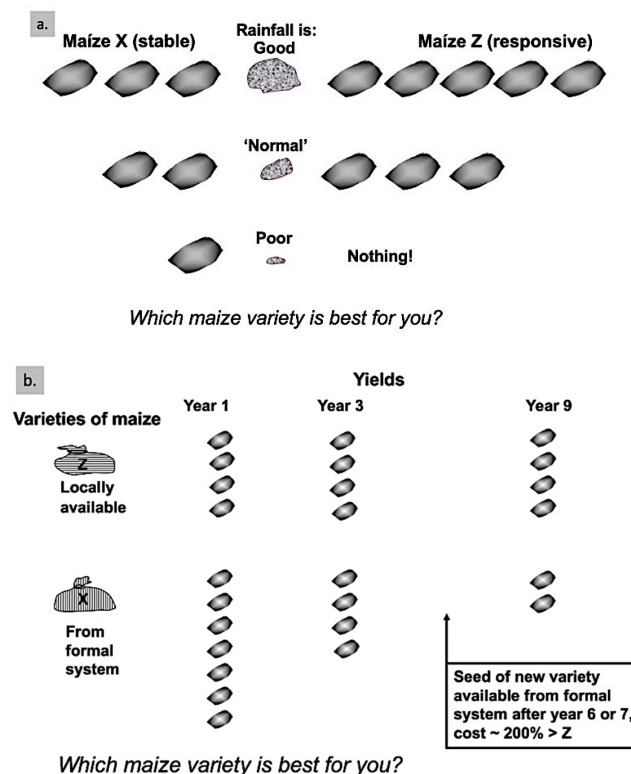 a.
Rainfall is:
Maíze X (stable) Good Maíze Z (responsive)
'Normal'
Poor
Nothing!
Which maize variety is best for you?
b.
Yields
Year 1 Year 3 Year 9
Varieties of maize
Z
Locally
available
X
From
formal
system
Seed of new variety
available from formal
system after year 6 or 7,
cost ~ 200% > Z
Which maize variety is best for you?